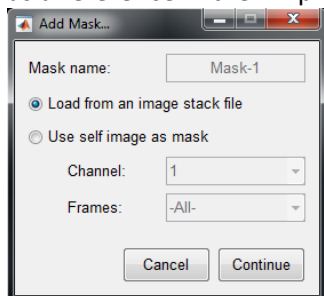 Add Mask...
Mask name: Mask-1
Load from an image stack file
Use self image as mask
Channel: 1
Frames: -All-
Cancel Continue